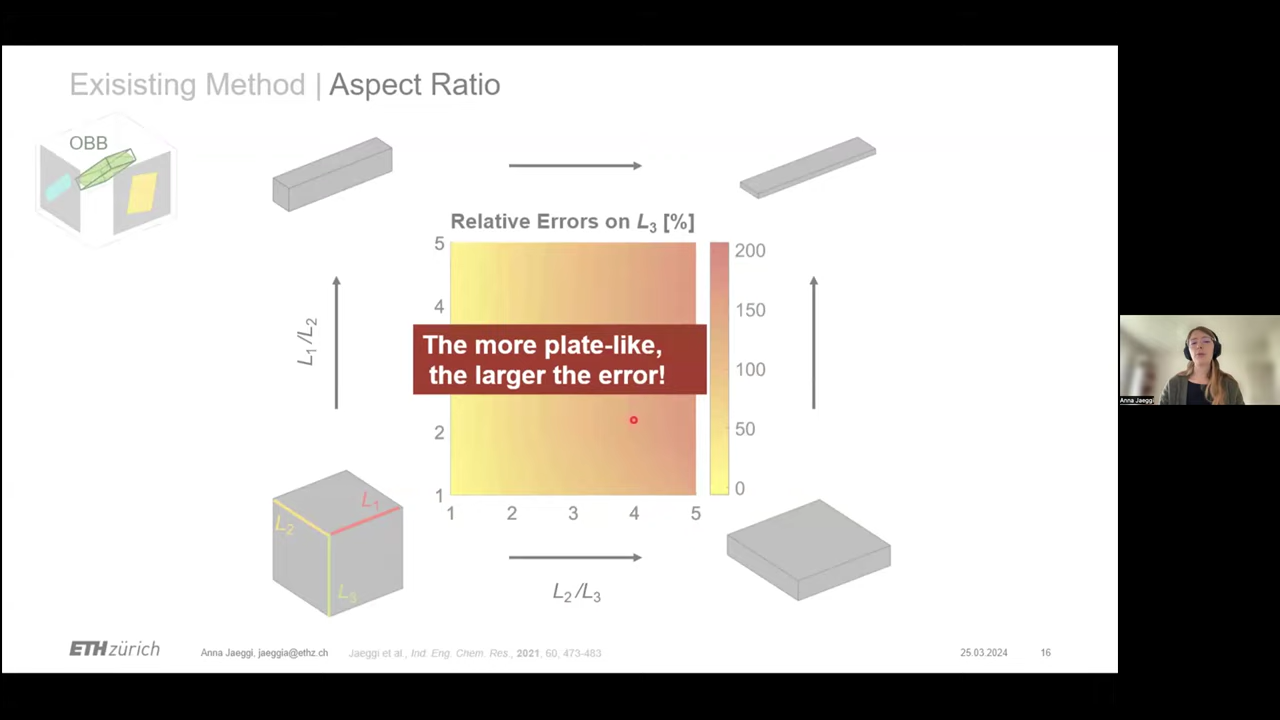 Exisisting Method | Aspect Ratio
OBB
Relative Errors on L3 [%]
5
4
2
1
1 2 3 4 5
200
150
100
50
0
L1/L2
The more plate-like,
the larger the error!
L1
L2
L3
L2/L3
ETH zürich
Anna Jaeggi, jaeggia@ethz.ch
Jaeggi et al., Ind. Eng. Chem. Res., 2021, 60, 473-483
25.03.2024
16
Anna Jaeggi